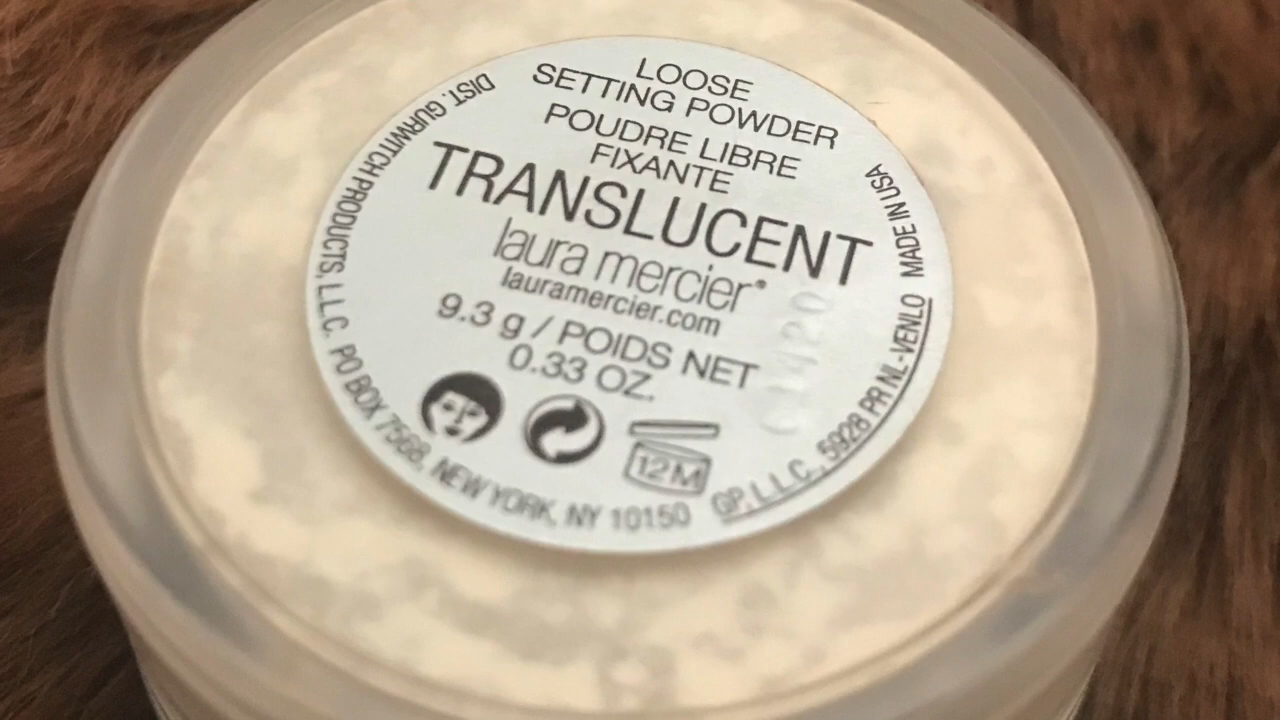 LOOSE
SETTING POWDER
POUDRE LIBRE
FIXANTE
TRANSLUCENT
laura mercier
lauramercier.com
9.3 g / POIDS NET
0.33 OZ.
12M
DIST. GURWITCH PRODUCTS, L.L.C. PO BOX 7568, NEW YORK, NY 10150
GP, L.L.C., 5928 PR NL-VENLO MADE IN USA